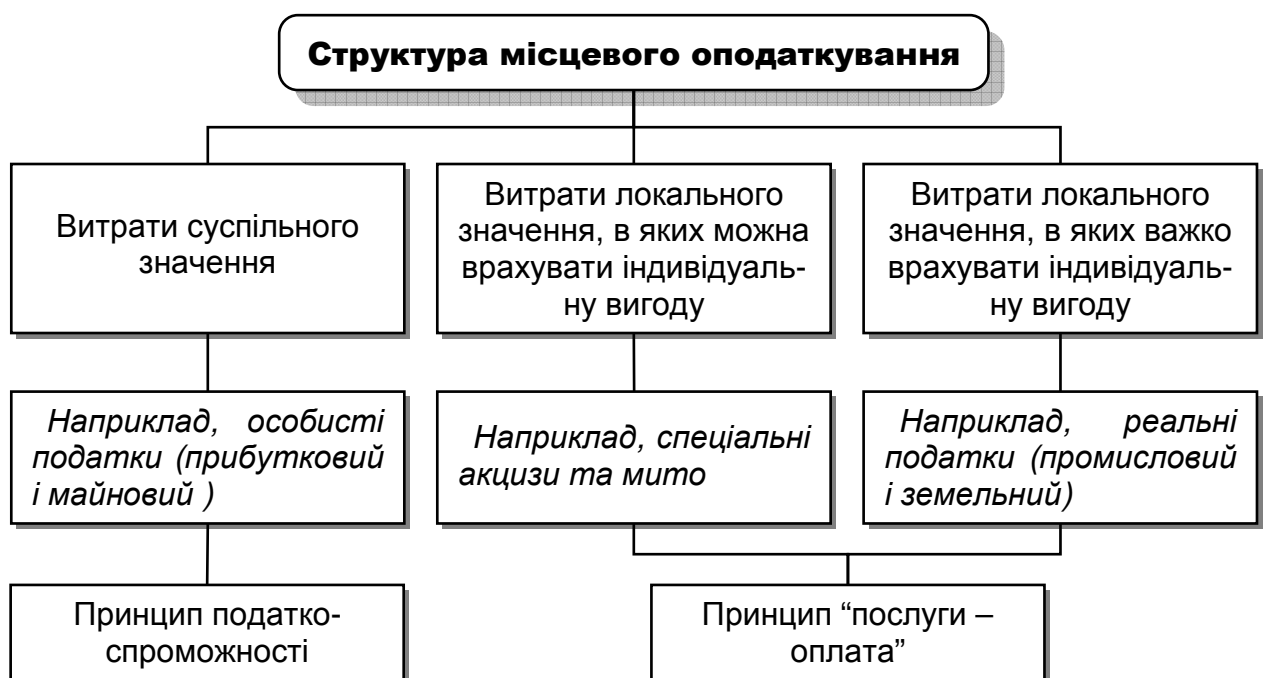 Структура місцевого оподаткування
Витрати суспільного
значення
Витрати локального
значення, в яких можна
врахувати індивідуаль-
ну вигоду
Витрати локального
значення, в яких важко
врахувати індивідуаль-
ну вигоду
Наприклад, особисті
податки (прибутковий
і майновий )
Наприклад, спеціальні
акцизи та мито
Наприклад, реальні
податки (промисловий
і земельний)
Принцип податко-
спроможності
Принцип “послуги –
оплата”